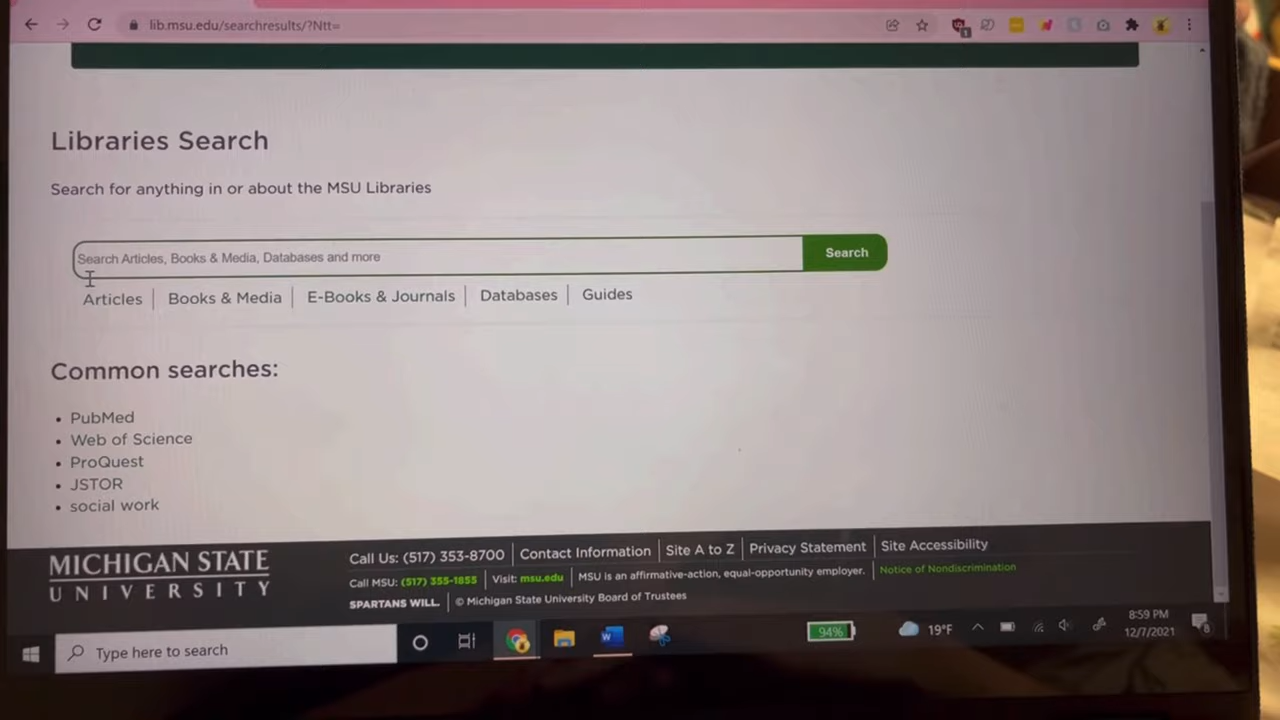 lib.msu.edu/searchresults/?Ntt=
Libraries Search
Search for anything in or about the MSU Libraries
Search Articles, Books & Media, Databases and more
Search
Articles | Books & Media | E-Books & Journals | Databases | Guides
Common searches:
• PubMed
• Web of Science
• ProQuest
• JSTOR
• social work
MICHIGAN STATE
UNIVERSITY
Call Us: (517) 353-8700 | Contact Information | Site A to Z | Privacy Statement | Site Accessibility
Call MSU: (517) 355-1855 | Visit: msu.edu | MSU is an affirmative-action, equal-opportunity employer. | Notice of Nondiscrimination
SPARTANS WILL. | © Michigan State University Board of Trustees
Type here to search
94%
19°F
8:59 PM
12/7/2021